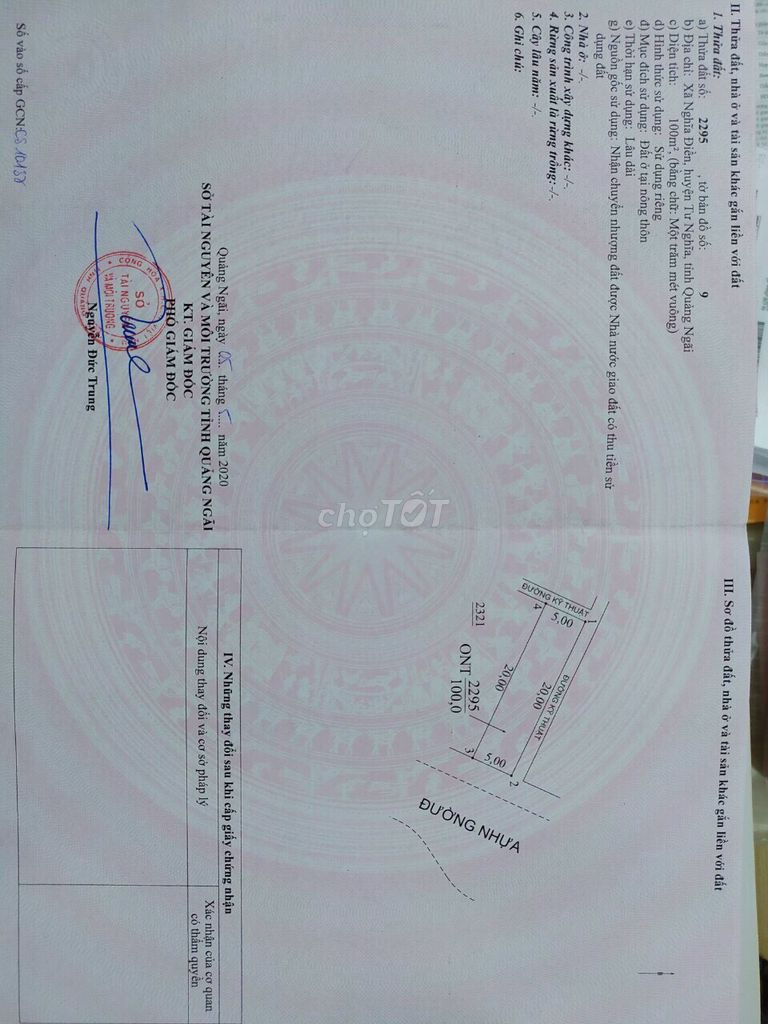 II. Thửa đất, nhà ở và tài sản khác gắn liền với đất
1. Thửa đất:
a) Thửa đất số: 2295 , tờ bản đồ số: 9
b) Địa chỉ: Xã Nghĩa Điền, huyện Tư Nghĩa, tỉnh Quảng Ngãi
c) Diện tích: 100m², (bằng chữ: Một trăm mét vuông)
d) Hình thức sử dụng: Sử dụng riêng
đ) Mục đích sử dụng: Đất ở tại nông thôn
e) Thời hạn sử dụng: Lâu dài
g) Nguồn gốc sử dụng: Nhận chuyển nhượng đất được Nhà nước giao đất có thu tiền sử
dụng đất
2. Nhà ở: -/-.
3. Công trình xây dựng khác: -/-.
4. Rừng sản xuất là rừng trồng: -/-.
5. Cây lâu năm: -/-.
6. Ghi chú:
Quảng Ngãi, ngày 05 tháng 5 năm 2020
SỞ TÀI NGUYÊN VÀ MÔI TRƯỜNG TỈNH QUẢNG NGÃI
KT. GIÁM ĐỐC
PHÓ GIÁM ĐỐC
SỞ
TÀI NGUYÊN
VÀ MÔI TRƯỜNG
Nguyễn Đức Trung
Số vào sổ cấp GCN:CS 10137
III. Sơ đồ thửa đất, nhà ở và tài sản khác gắn liền với đất
ĐƯỜNG KỸ THUẬT
1
5,00
4
ĐƯỜNG KỸ THUẬT
20,00
20,00
2321
ONT 2295
100,0
2
5,00
3
ĐƯỜNG NHỰA
IV. Những thay đổi sau khi cấp giấy chứng nhận
Nội dung thay đổi và cơ sở pháp lý
Xác nhận của cơ quan
có thẩm quyền
choTỐT